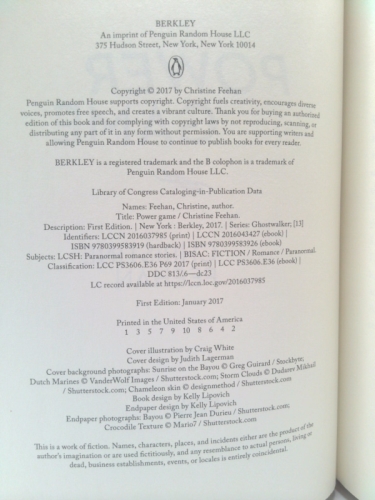 BERKLEY
An imprint of Penguin Random House LLC
375 Hudson Street, New York, New York 10014
Copyright © 2017 by Christine Feehan
Penguin Random House supports copyright. Copyright fuels creativity, encourages diverse
voices, promotes free speech, and creates a vibrant culture. Thank you for buying an authorized
edition of this book and for complying with copyright laws by not reproducing, scanning, or
distributing any part of it in any form without permission. You are supporting writers and
allowing Penguin Random House to continue to publish books for every reader.
BERKLEY is a registered trademark and the B colophon is a trademark of
Penguin Random House LLC.
Library of Congress Cataloging-in-Publication Data
Names: Feehan, Christine, author.
Title: Power game / Christine Feehan.
Description: First Edition. | New York : Berkley, 2017. | Series: Ghostwalker; [13]
Identifiers: LCCN 2016037985 (print) | LCCN 2016043427 (ebook) |
ISBN 9780399583919 (hardback) | ISBN 9780399583926 (ebook)
Subjects: LCSH: Paranormal romance stories. | BISAC: FICTION / Romance / Paranormal.
Classification: LCC PS3606.E36 P69 2017 (print) | LCC PS3606.E36 (ebook) |
DDC 813/.6—dc23
LC record available at https://lccn.loc.gov/2016037985
First Edition: January 2017
Printed in the United States of America
1 3 5 7 9 10 8 6 4 2
Cover illustration by Craig White
Cover design by Judith Lagerman
Cover background photographs: Sunrise on the Bayou © Greg Guirard / Stockbyte;
Dutch Marines © VanderWolf Images / Shutterstock.com; Storm Clouds © Dudarev Mikhail
/ Shutterstock.com; Chameleon skin © designmethod / Shutterstock.com
Book design by Kelly Lipovich
Endpaper design by Kelly Lipovich
Endpaper photographs: Bayou © Pierre Jean Durieu / Shutterstock.com;
Crocodile Texture © Mario7 / Shutterstock.com
This is a work of fiction. Names, characters, places, and incidents either are the product of the
author's imagination or are used fictitiously, and any resemblance to actual persons, living or
dead, business establishments, events, or locales is entirely coincidental.